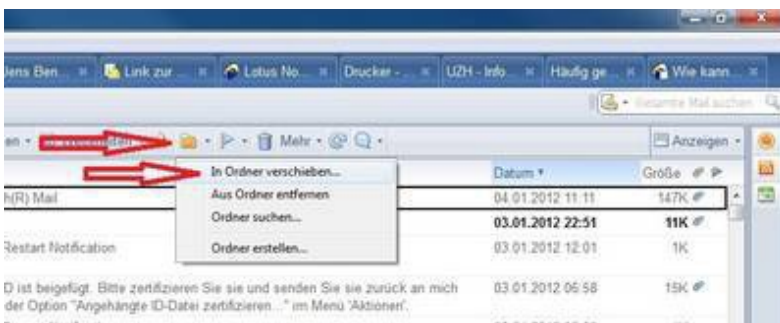 Jens Ben... Link zur ... Lotus No... Drucker - ... UZH - Info Häufig ge... Wie kann...
Gesamte Mail suchen
en Mehr Anzeigen
In Ordner verschieben...
Datum Größe
Aus Ordner entfernen
h(R) Mail 04.01.2012 11:11 147K
Ordner suchen...
03.01.2012 22:51 11K
Ordner erstellen...
Restart Notification 03.01.2012 12:01 1K
D ist beigefügt. Bitte zertifizieren Sie sie und senden Sie sie zurück an mich 03.01.2012 06:58 15K
der Option "Angehängte ID-Datei zertifizieren..." im Menü 'Aktionen'.